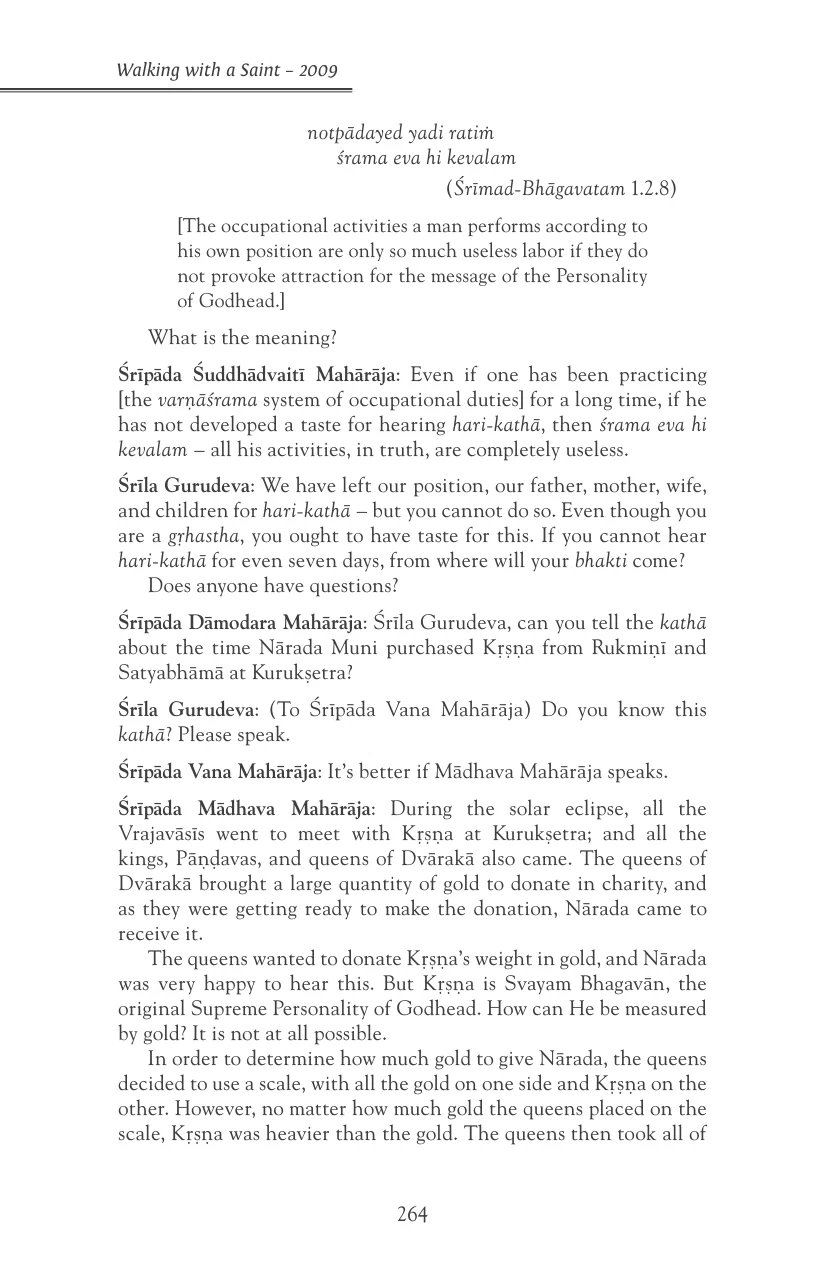 Walking with a Saint – 2009
notpādayed yadi ratiṁ
śrama eva hi kevalam
(Śrīmad-Bhāgavatam 1.2.8)
[The occupational activities a man performs according to
his own position are only so much useless labor if they do
not provoke attraction for the message of the Personality
of Godhead.]
What is the meaning?
Śrīpāda Śuddhādvaitī Mahārāja: Even if one has been practicing
[the varṇāśrama system of occupational duties] for a long time, if he
has not developed a taste for hearing hari-kathā, then śrama eva hi
kevalam – all his activities, in truth, are completely useless.
Śrīla Gurudeva: We have left our position, our father, mother, wife,
and children for hari-kathā – but you cannot do so. Even though you
are a gṛhastha, you ought to have taste for this. If you cannot hear
hari-kathā for even seven days, from where will your bhakti come?
Does anyone have questions?
Śrīpāda Dāmodara Mahārāja: Śrīla Gurudeva, can you tell the kathā
about the time Nārada Muni purchased Kṛṣṇa from Rukmiṇī and
Satyabhāmā at Kurukṣetra?
Śrīla Gurudeva: (To Śrīpāda Vana Mahārāja) Do you know this
kathā? Please speak.
Śrīpāda Vana Mahārāja: It's better if Mādhava Mahārāja speaks.
Śrīpāda Mādhava Mahārāja: During the solar eclipse, all the
Vrajavāsīs went to meet with Kṛṣṇa at Kurukṣetra; and all the
kings, Pāṇḍavas, and queens of Dvārakā also came. The queens of
Dvārakā brought a large quantity of gold to donate in charity, and
as they were getting ready to make the donation, Nārada came to
receive it.
The queens wanted to donate Kṛṣṇa's weight in gold, and Nārada
was very happy to hear this. But Kṛṣṇa is Svayam Bhagavān, the
original Supreme Personality of Godhead. How can He be measured
by gold? It is not at all possible.
In order to determine how much gold to give Nārada, the queens
decided to use a scale, with all the gold on one side and Kṛṣṇa on the
other. However, no matter how much gold the queens placed on the
scale, Kṛṣṇa was heavier than the gold. The queens then took all of
264